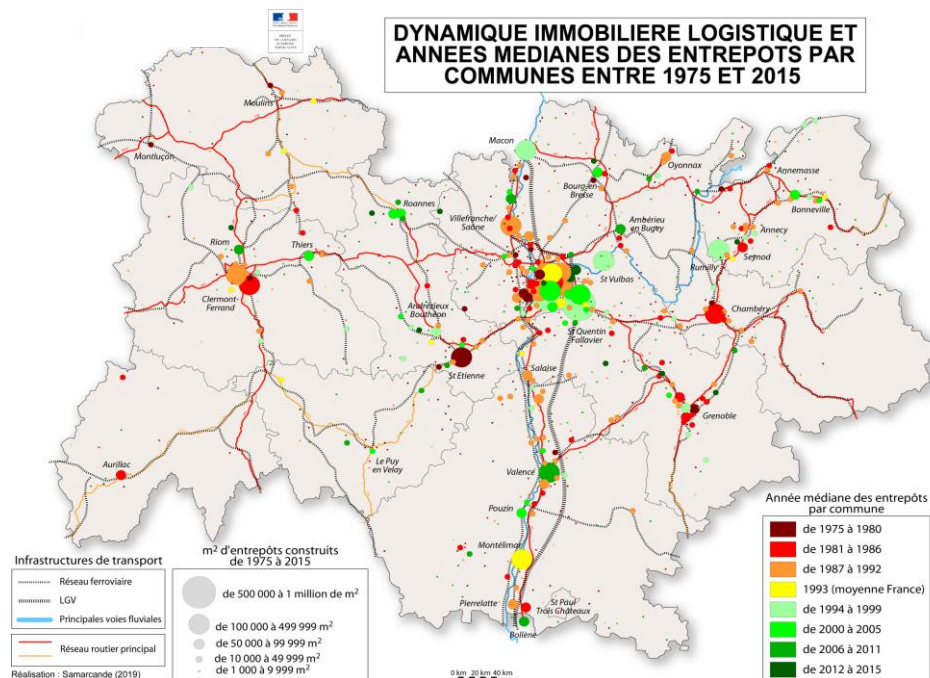 DYNAMIQUE IMMOBILIERE LOGISTIQUE ET
ANNEES MEDIANES DES ENTREPOTS PAR
COMMUNES ENTRE 1975 ET 2015
Moulins
Montluçon
Macon
Oyonnax
Annemasse
Bourg-en
Bresse
Bonneville
Roannes
Villefranche/
Saône
Ambérieu
en Bugey
Annecy
Riom
Thiers
Seynod
Rumilly
St Vulbas
Clermont-
Ferrand
Andrézieux
Bouthéon
Chambéry
St Quentin
Fallavier
St Etienne
Salaise
Grenoble
Le Puy
en Velay
Aurillac
Valence
Pouzin
Montélimar
Pierrelatte
St Paul
Trois Châteaux
Bollène
Infrastructures de transport
Réseau ferroviaire
LGV
Principales voies fluviales
Réseau routier principal
Réalisation : Samarcande (2019)
m² d'entrepôts construits
de 1975 à 2015
de 500 000 à 1 million de m²
de 100 000 à 499 999 m²
de 50 000 à 99 999 m²
de 10 000 à 49 999 m²
de 1 000 à 9 999 m²
0 km 20 km 40 km
Année médiane des entrepôts
par commune
de 1975 à 1980
de 1981 à 1986
de 1987 à 1992
1993 (moyenne France)
de 1994 à 1999
de 2000 à 2005
de 2006 à 2011
de 2012 à 2015